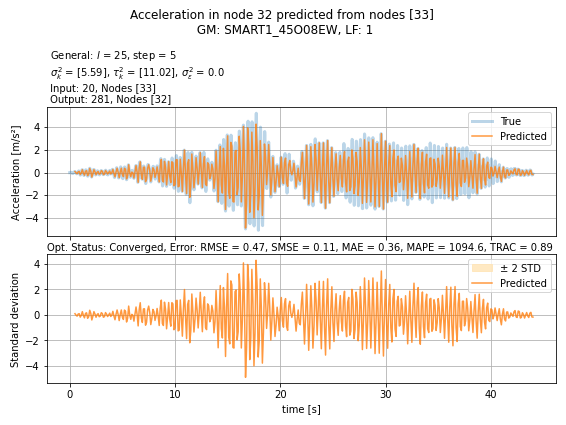 Acceleration in node 32 predicted from nodes [33]
GM: SMART1_45O08EW, LF: 1
General: l = 25, step = 5
σ²ₖ = [5.59], τ²ₖ = [11.02], σ²ε = 0.0
Input: 20, Nodes [33]
Output: 281, Nodes [32]
True
Predicted
Acceleration [m/s²]
4
2
0
−2
−4
Opt. Status: Converged, Error: RMSE = 0.47, SMSE = 0.11, MAE = 0.36, MAPE = 1094.6, TRAC = 0.89
± 2 STD
Predicted
Standard deviation
4
2
0
−2
−4
0 10 20 30 40
time [s]